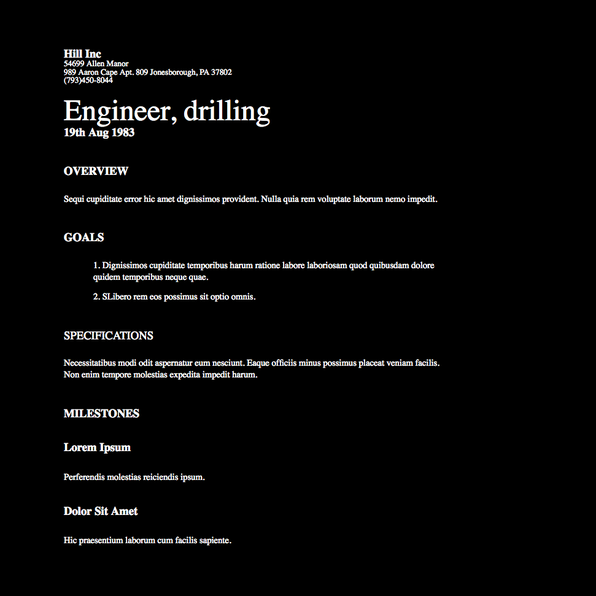 Hill Inc
54699 Allen Manor
989 Aaron Cape Apt. 809 Jonesborough, PA 37802
(793)450-8044
Engineer, drilling
19th Aug 1983
OVERVIEW
Sequi cupiditate error hic amet dignissimos provident. Nulla quia rem voluptate laborum nemo impedit.
GOALS
1. Dignissimos cupiditate temporibus harum ratione labore laboriosam quod quibusdam dolore
quidem temporibus neque quae.
2. SLibero rem eos possimus sit optio omnis.
SPECIFICATIONS
Necessitatibus modi odit aspernatur eum nesciunt. Eaque officiis minus possimus placeat veniam facilis.
Non enim tempore molestias expedita impedit harum.
MILESTONES
Lorem Ipsum
Perferendis molestias reiciendis ipsum.
Dolor Sit Amet
Hic praesentium laborum cum facilis sapiente.